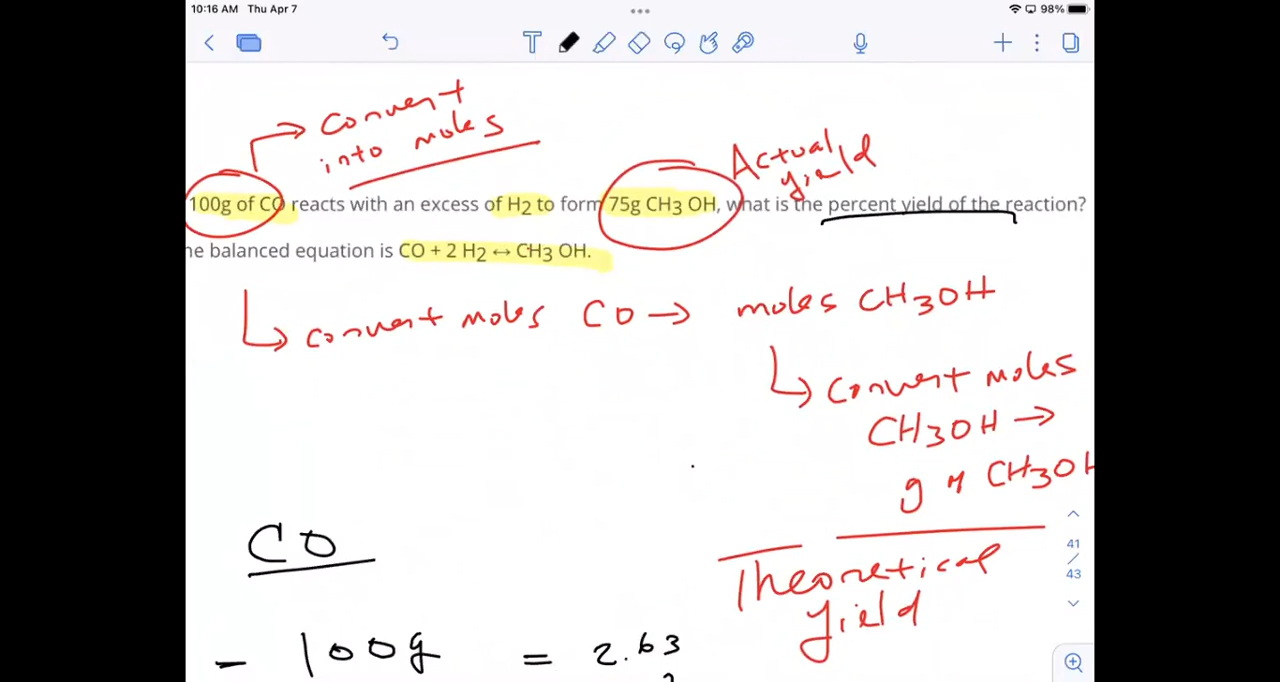 10:16 AM Thu Apr 7
98%
T
convert
into moles
Actual
yield
100g of CO reacts with an excess of H2 to form 75g CH3 OH, what is the percent yield of the reaction?
he balanced equation is CO + 2 H2 ↔ CH3 OH.
convert moles CO → moles CH3OH
convert moles
CH3OH →
g of CH3OH
41
/
43
CO
Theoretical
yield
- 100g = 2.63